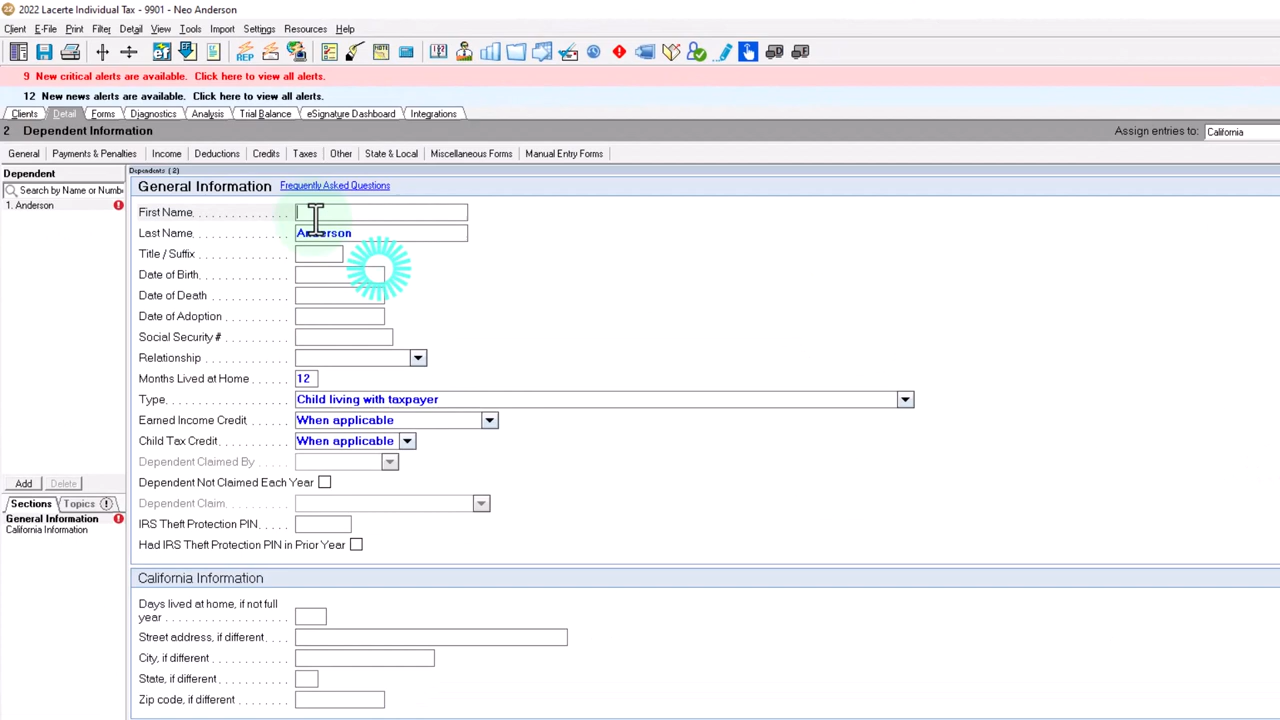 22 2022 Lacerte Individual Tax - 9901 - Neo Anderson
Client E-File Print Filter Detail View Tools Import Settings Resources Help
REP
9 New critical alerts are available. Click here to view all alerts.
12 New news alerts are available. Click here to view all alerts.
Clients Detail Forms Diagnostics Analysis Trial Balance eSignature Dashboard Integrations
2 Dependent Information Assign entries to: California
General Payments & Penalties Income Deductions Credits Taxes Other State & Local Miscellaneous Forms Manual Entry Forms
Dependent
Search by Name or Numb
1. Anderson
Add Delete
Sections Topics
General Information
California Information
Dependents (2)
General Information Frequently Asked Questions
First Name
Last Name Anderson
Title / Suffix
Date of Birth
Date of Death
Date of Adoption
Social Security #
Relationship
Months Lived at Home 12
Type Child living with taxpayer
Earned Income Credit When applicable
Child Tax Credit When applicable
Dependent Claimed By
Dependent Not Claimed Each Year
Dependent Claim
IRS Theft Protection PIN
Had IRS Theft Protection PIN in Prior Year
California Information
Days lived at home, if not full
year
Street address, if different
City, if different
State, if different
Zip code, if different